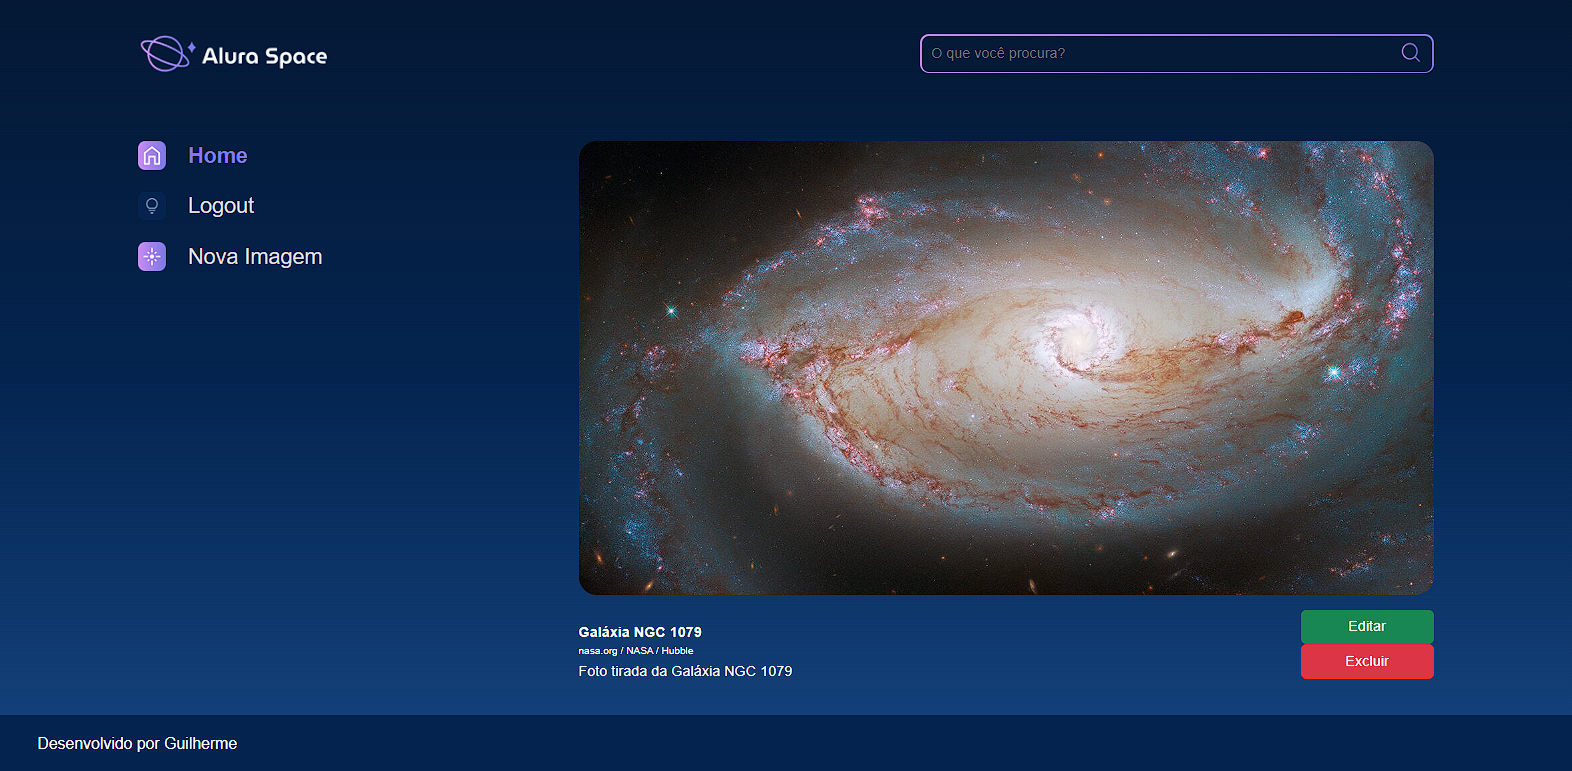 Alura Space
O que você procura?
Home
Logout
Nova Imagem
Galáxia NGC 1079
nasa.org / NASA / Hubble
Foto tirada da Galáxia NGC 1079
Editar
Excluir
Desenvolvido por Guilherme